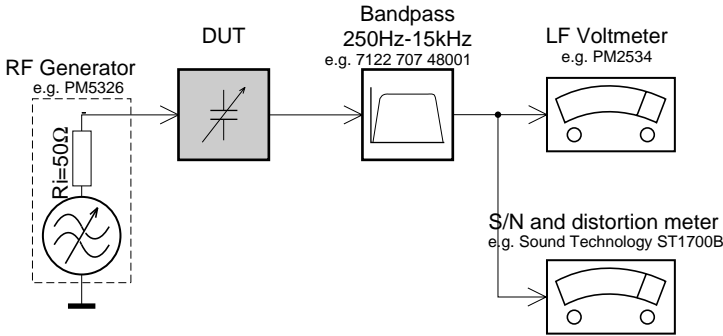 Bandpass
DUT
250Hz-15kHz
LF Voltmeter
e.g. 7122 707 48001
e.g. PM2534
RF Generator
e.g. PM5326
Ri=50Ω
S/N and distortion meter
e.g. Sound Technology ST1700B